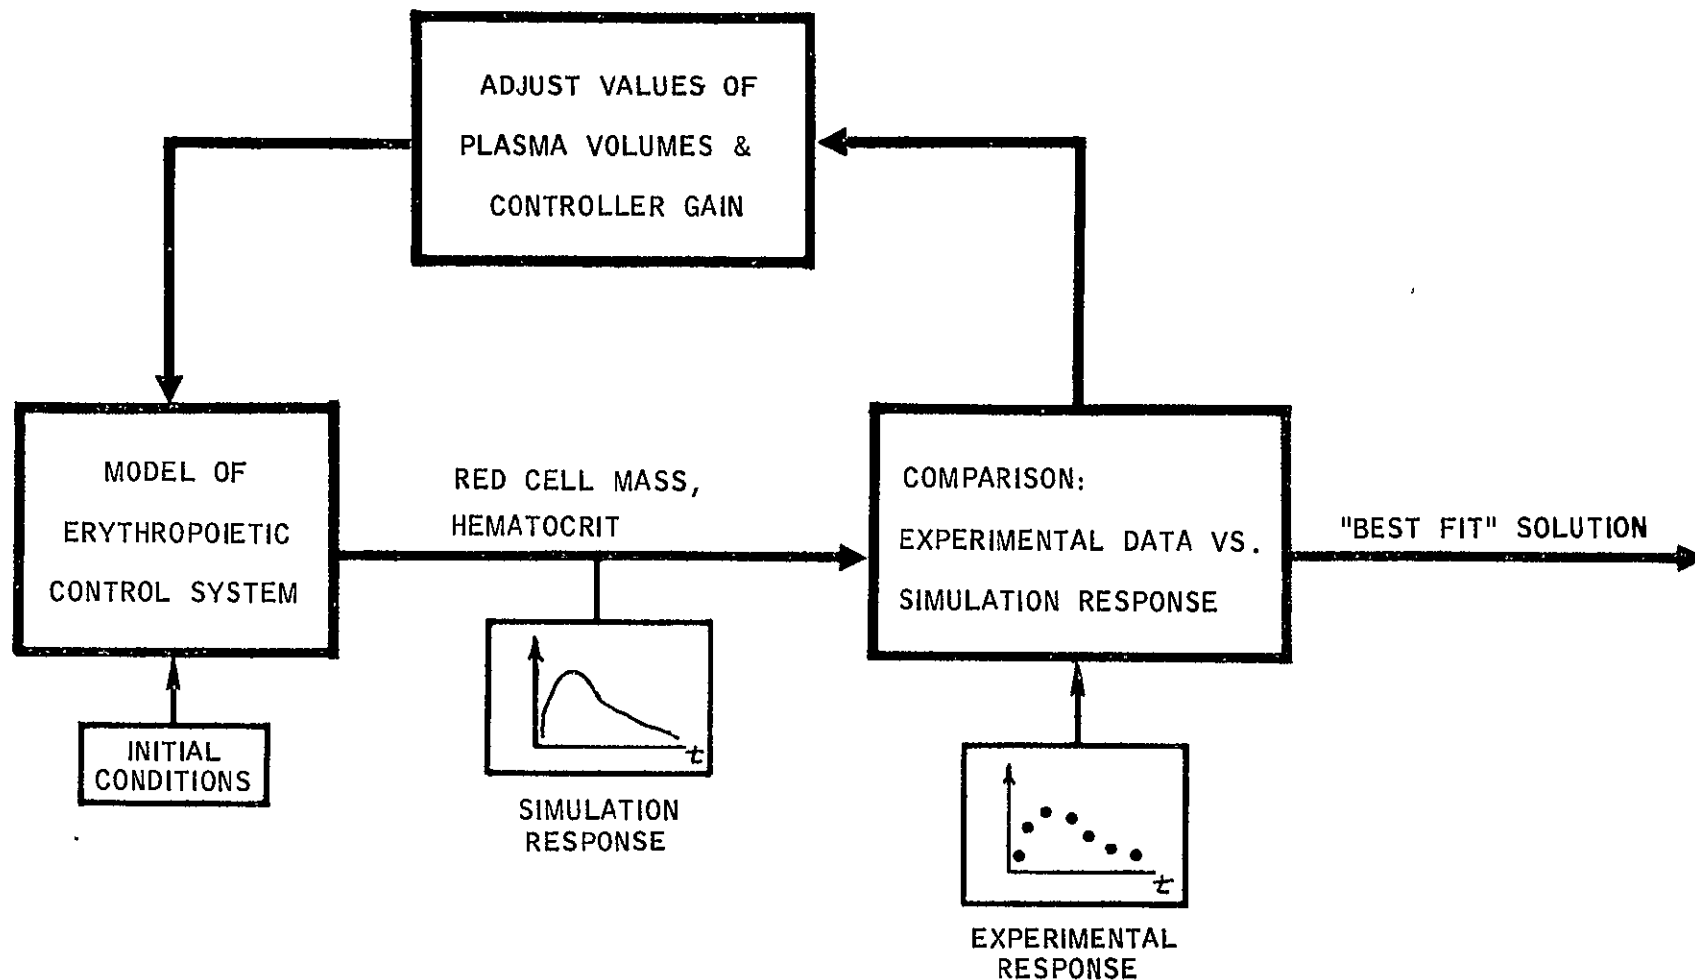 ADJUST VALUES OF
PLASMA VOLUMES &
CONTROLLER GAIN
MODEL OF
ERYTHROPOIETIC
CONTROL SYSTEM
RED CELL MASS,
HEMATOCRIT
COMPARISON:
EXPERIMENTAL DATA VS.
SIMULATION RESPONSE
"BEST FIT" SOLUTION
INITIAL
CONDITIONS
t
SIMULATION
RESPONSE
t
EXPERIMENTAL
RESPONSE